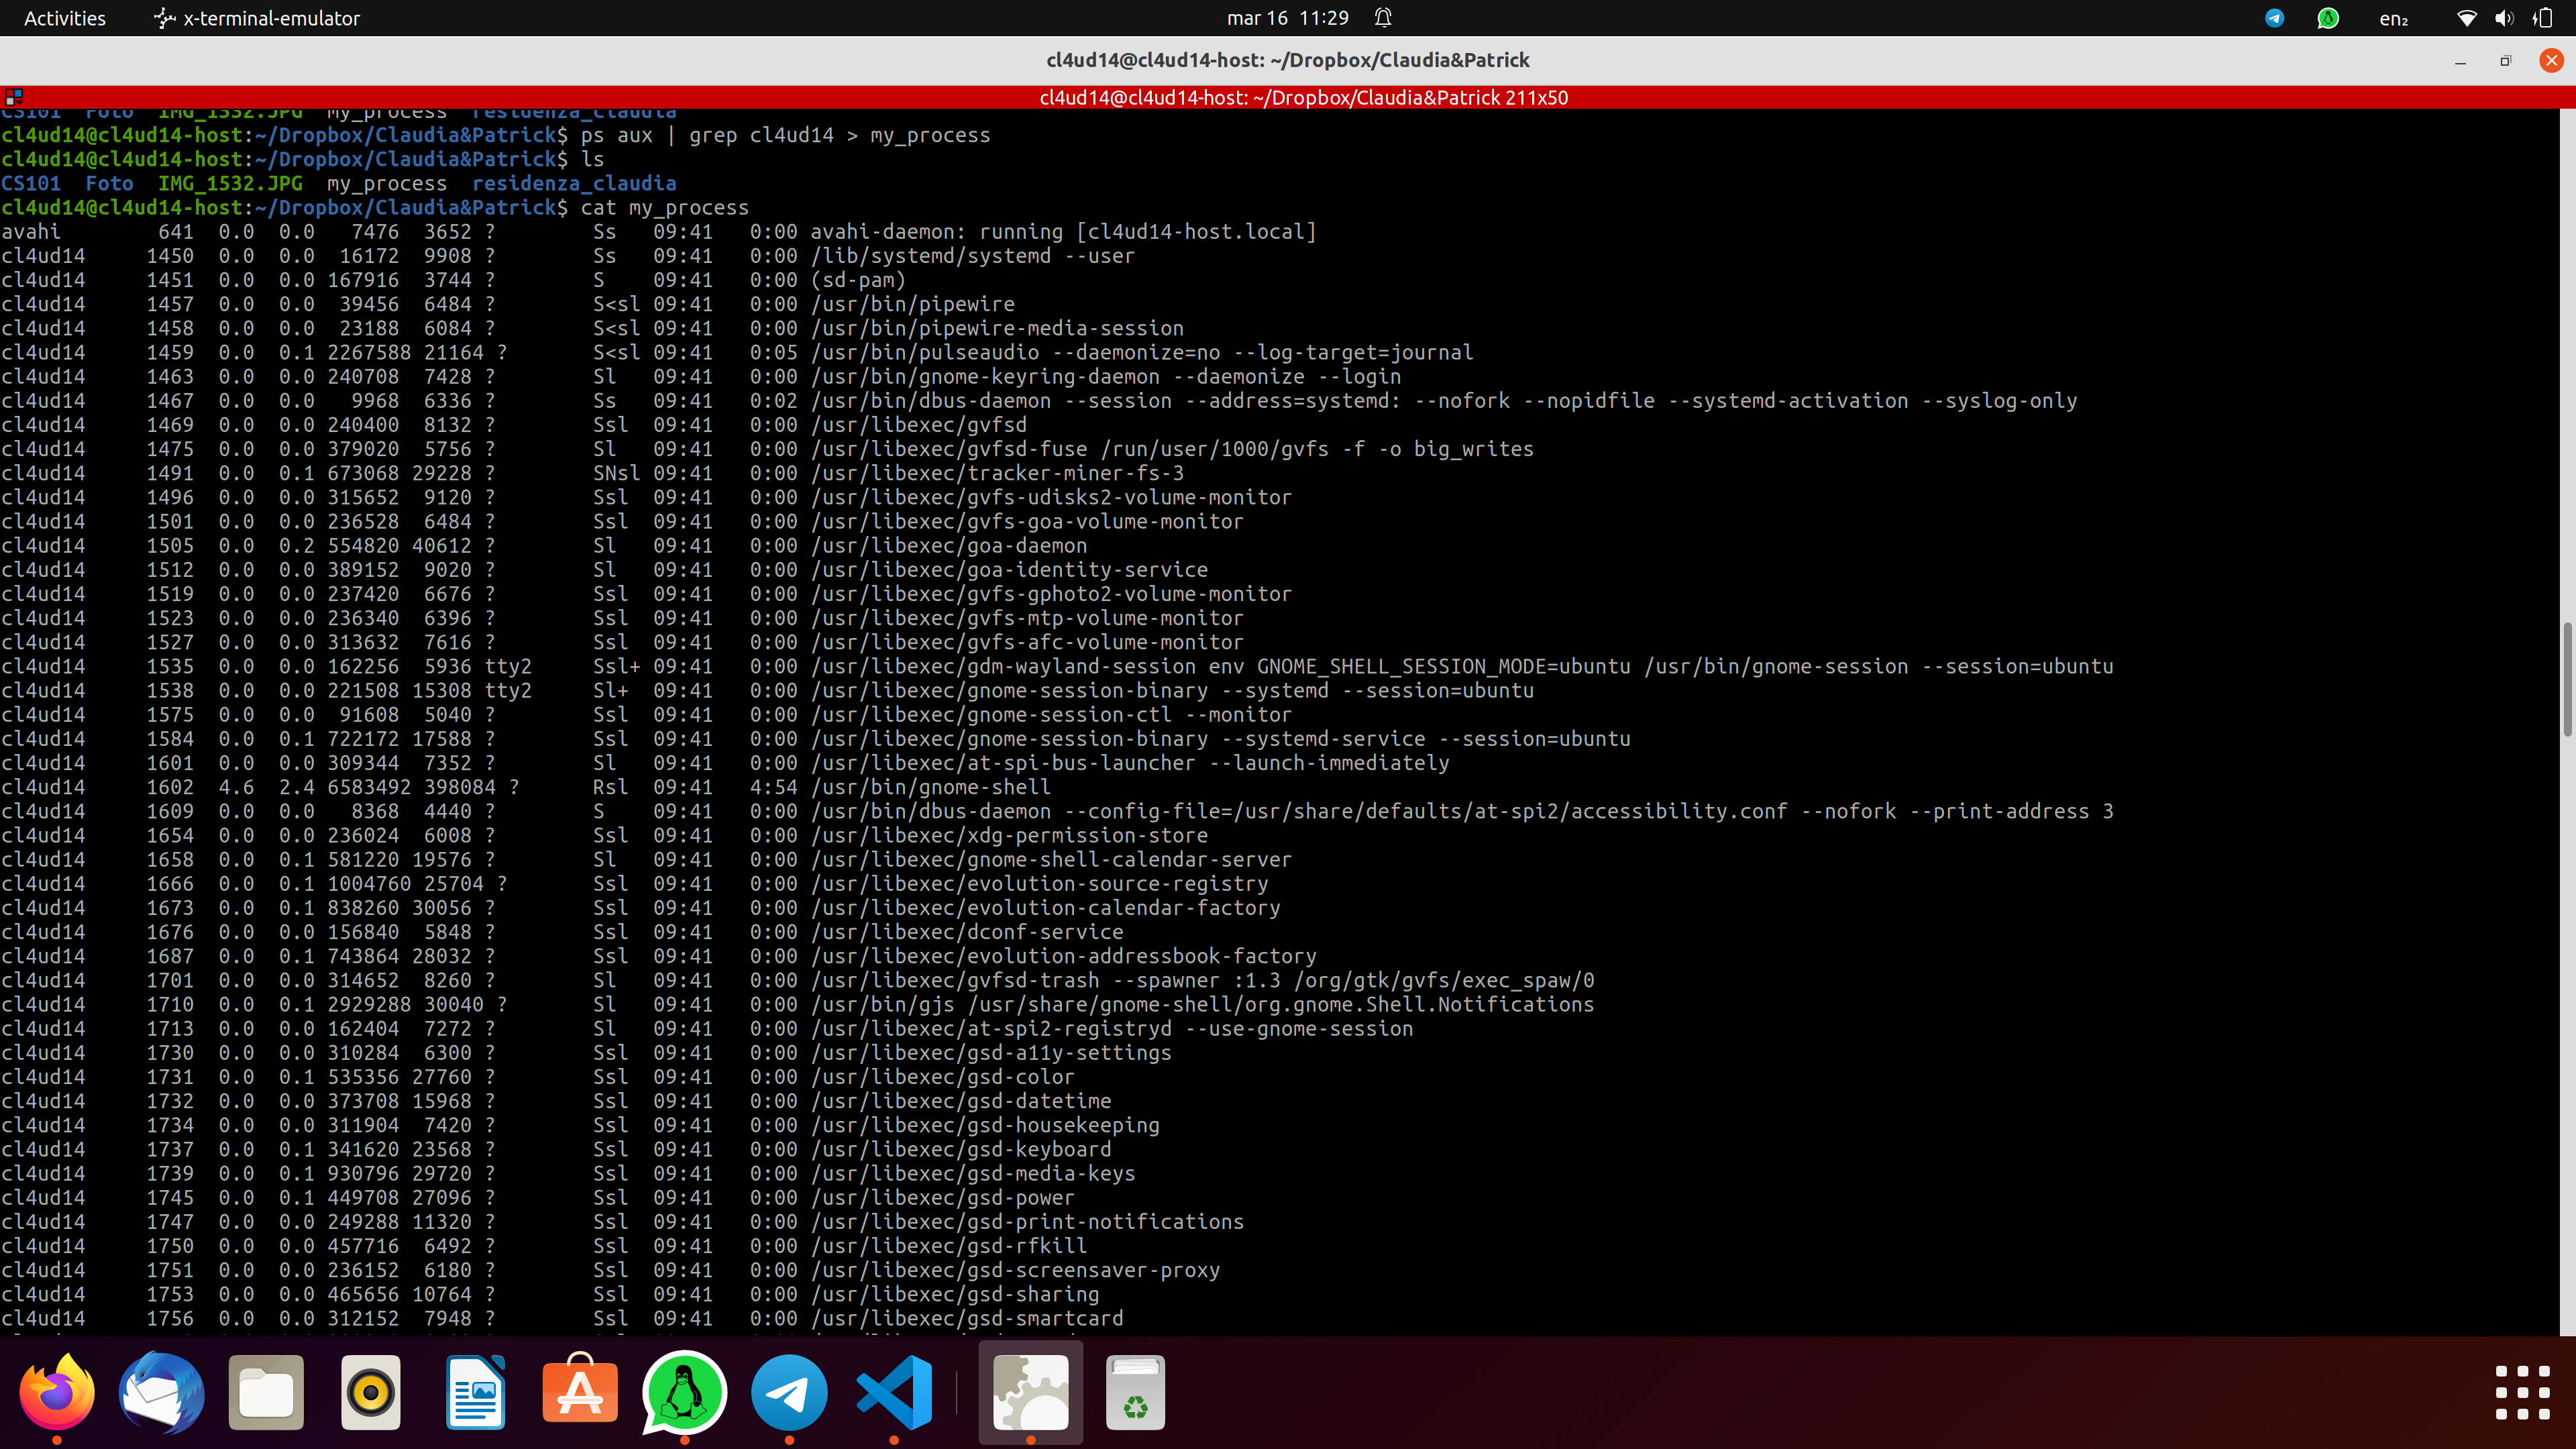 Activities x-terminal-emulator mar 16 11:29 en₂
cl4ud14@cl4ud14-host: ~/Dropbox/Claudia&Patrick
cl4ud14@cl4ud14-host: ~/Dropbox/Claudia&Patrick 211x50
CS101 Foto IMG_1532.JPG my_process residenza_claudia
cl4ud14@cl4ud14-host:~/Dropbox/Claudia&Patrick$ ps aux | grep cl4ud14 > my_process
cl4ud14@cl4ud14-host:~/Dropbox/Claudia&Patrick$ ls
CS101 Foto IMG_1532.JPG my_process residenza_claudia
cl4ud14@cl4ud14-host:~/Dropbox/Claudia&Patrick$ cat my_process
avahi 641 0.0 0.0 7476 3652 ? Ss 09:41 0:00 avahi-daemon: running [cl4ud14-host.local]
cl4ud14 1450 0.0 0.0 16172 9908 ? Ss 09:41 0:00 /lib/systemd/systemd --user
cl4ud14 1451 0.0 0.0 167916 3744 ? S 09:41 0:00 (sd-pam)
cl4ud14 1457 0.0 0.0 39456 6484 ? S<sl 09:41 0:00 /usr/bin/pipewire
cl4ud14 1458 0.0 0.0 23188 6084 ? S<sl 09:41 0:00 /usr/bin/pipewire-media-session
cl4ud14 1459 0.0 0.1 2267588 21164 ? S<sl 09:41 0:05 /usr/bin/pulseaudio --daemonize=no --log-target=journal
cl4ud14 1463 0.0 0.0 240708 7428 ? Sl 09:41 0:00 /usr/bin/gnome-keyring-daemon --daemonize --login
cl4ud14 1467 0.0 0.0 9968 6336 ? Ss 09:41 0:02 /usr/bin/dbus-daemon --session --address=systemd: --nofork --nopidfile --systemd-activation --syslog-only
cl4ud14 1469 0.0 0.0 240400 8132 ? Ssl 09:41 0:00 /usr/libexec/gvfsd
cl4ud14 1475 0.0 0.0 379020 5756 ? Sl 09:41 0:00 /usr/libexec/gvfsd-fuse /run/user/1000/gvfs -f -o big_writes
cl4ud14 1491 0.0 0.1 673068 29228 ? SNsl 09:41 0:00 /usr/libexec/tracker-miner-fs-3
cl4ud14 1496 0.0 0.0 315652 9120 ? Ssl 09:41 0:00 /usr/libexec/gvfs-udisks2-volume-monitor
cl4ud14 1501 0.0 0.0 236528 6484 ? Ssl 09:41 0:00 /usr/libexec/gvfs-goa-volume-monitor
cl4ud14 1505 0.0 0.2 554820 40612 ? Sl 09:41 0:00 /usr/libexec/goa-daemon
cl4ud14 1512 0.0 0.0 389152 9020 ? Sl 09:41 0:00 /usr/libexec/goa-identity-service
cl4ud14 1519 0.0 0.0 237420 6676 ? Ssl 09:41 0:00 /usr/libexec/gvfs-gphoto2-volume-monitor
cl4ud14 1523 0.0 0.0 236340 6396 ? Ssl 09:41 0:00 /usr/libexec/gvfs-mtp-volume-monitor
cl4ud14 1527 0.0 0.0 313632 7616 ? Ssl 09:41 0:00 /usr/libexec/gvfs-afc-volume-monitor
cl4ud14 1535 0.0 0.0 162256 5936 tty2 Ssl+ 09:41 0:00 /usr/libexec/gdm-wayland-session env GNOME_SHELL_SESSION_MODE=ubuntu /usr/bin/gnome-session --session=ubuntu
cl4ud14 1538 0.0 0.0 221508 15308 tty2 Sl+ 09:41 0:00 /usr/libexec/gnome-session-binary --systemd --session=ubuntu
cl4ud14 1575 0.0 0.0 91608 5040 ? Ssl 09:41 0:00 /usr/libexec/gnome-session-ctl --monitor
cl4ud14 1584 0.0 0.1 722172 17588 ? Ssl 09:41 0:00 /usr/libexec/gnome-session-binary --systemd-service --session=ubuntu
cl4ud14 1601 0.0 0.0 309344 7352 ? Sl 09:41 0:00 /usr/libexec/at-spi-bus-launcher --launch-immediately
cl4ud14 1602 4.6 2.4 6583492 398084 ? Rsl 09:41 4:54 /usr/bin/gnome-shell
cl4ud14 1609 0.0 0.0 8368 4440 ? S 09:41 0:00 /usr/bin/dbus-daemon --config-file=/usr/share/defaults/at-spi2/accessibility.conf --nofork --print-address 3
cl4ud14 1654 0.0 0.0 236024 6008 ? Ssl 09:41 0:00 /usr/libexec/xdg-permission-store
cl4ud14 1658 0.0 0.1 581220 19576 ? Sl 09:41 0:00 /usr/libexec/gnome-shell-calendar-server
cl4ud14 1666 0.0 0.1 1004760 25704 ? Ssl 09:41 0:00 /usr/libexec/evolution-source-registry
cl4ud14 1673 0.0 0.1 838260 30056 ? Ssl 09:41 0:00 /usr/libexec/evolution-calendar-factory
cl4ud14 1676 0.0 0.0 156840 5848 ? Ssl 09:41 0:00 /usr/libexec/dconf-service
cl4ud14 1687 0.0 0.1 743864 28032 ? Ssl 09:41 0:00 /usr/libexec/evolution-addressbook-factory
cl4ud14 1701 0.0 0.0 314652 8260 ? Sl 09:41 0:00 /usr/libexec/gvfsd-trash --spawner :1.3 /org/gtk/gvfs/exec_spaw/0
cl4ud14 1710 0.0 0.1 2929288 30040 ? Sl 09:41 0:00 /usr/bin/gjs /usr/share/gnome-shell/org.gnome.Shell.Notifications
cl4ud14 1713 0.0 0.0 162404 7272 ? Sl 09:41 0:00 /usr/libexec/at-spi2-registryd --use-gnome-session
cl4ud14 1730 0.0 0.0 310284 6300 ? Ssl 09:41 0:00 /usr/libexec/gsd-a11y-settings
cl4ud14 1731 0.0 0.1 535356 27760 ? Ssl 09:41 0:00 /usr/libexec/gsd-color
cl4ud14 1732 0.0 0.0 373708 15968 ? Ssl 09:41 0:00 /usr/libexec/gsd-datetime
cl4ud14 1734 0.0 0.0 311904 7420 ? Ssl 09:41 0:00 /usr/libexec/gsd-housekeeping
cl4ud14 1737 0.0 0.1 341620 23568 ? Ssl 09:41 0:00 /usr/libexec/gsd-keyboard
cl4ud14 1739 0.0 0.1 930796 29720 ? Ssl 09:41 0:00 /usr/libexec/gsd-media-keys
cl4ud14 1745 0.0 0.1 449708 27096 ? Ssl 09:41 0:00 /usr/libexec/gsd-power
cl4ud14 1747 0.0 0.0 249288 11320 ? Ssl 09:41 0:00 /usr/libexec/gsd-print-notifications
cl4ud14 1750 0.0 0.0 457716 6492 ? Ssl 09:41 0:00 /usr/libexec/gsd-rfkill
cl4ud14 1751 0.0 0.0 236152 6180 ? Ssl 09:41 0:00 /usr/libexec/gsd-screensaver-proxy
cl4ud14 1753 0.0 0.0 465656 10764 ? Ssl 09:41 0:00 /usr/libexec/gsd-sharing
cl4ud14 1756 0.0 0.0 312152 7948 ? Ssl 09:41 0:00 /usr/libexec/gsd-smartcard